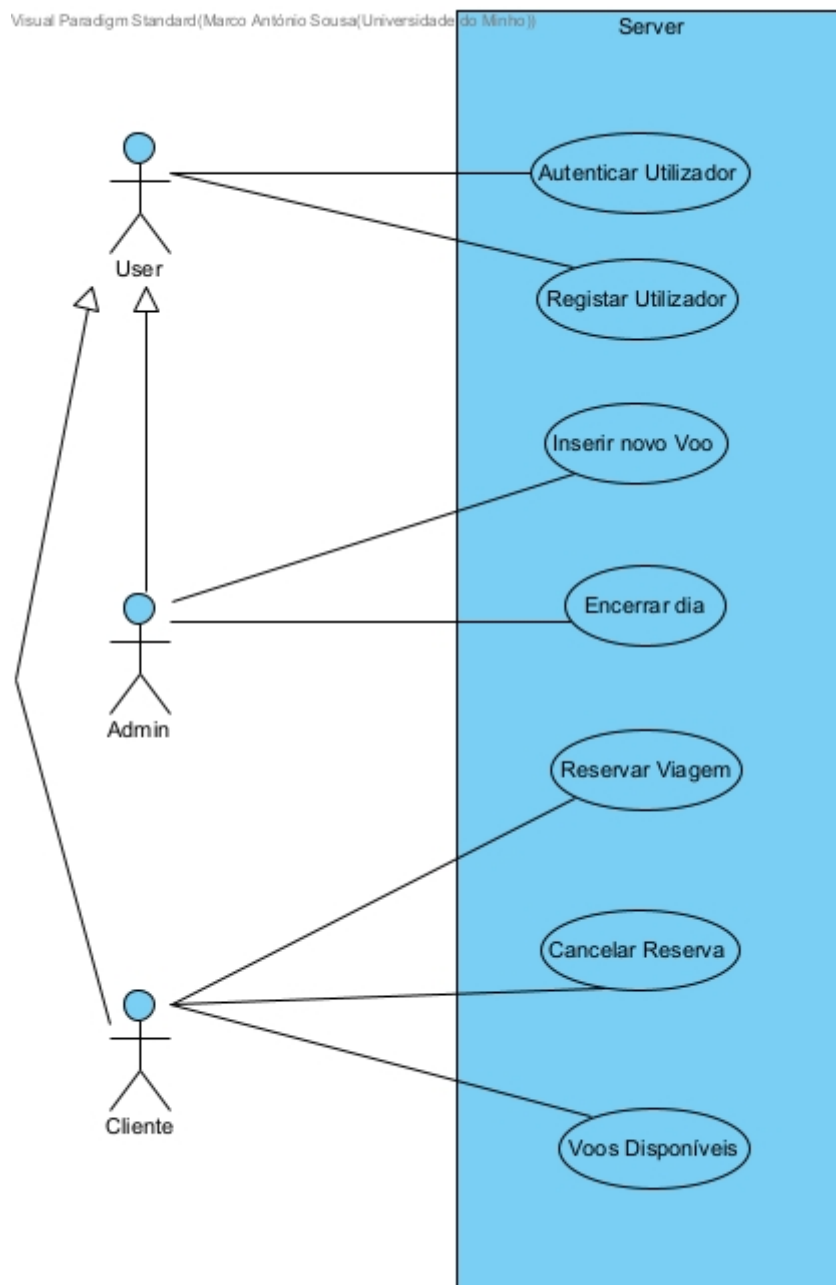 Visual Paradigm Standard(Marco António Sousa(Universidade do Minho))
Server
Autenticar Utilizador
User
Registar Utilizador
Inserir novo Voo
Encerrar dia
Admin
Reservar Viagem
Cancelar Reserva
Cliente
Voos Disponíveis